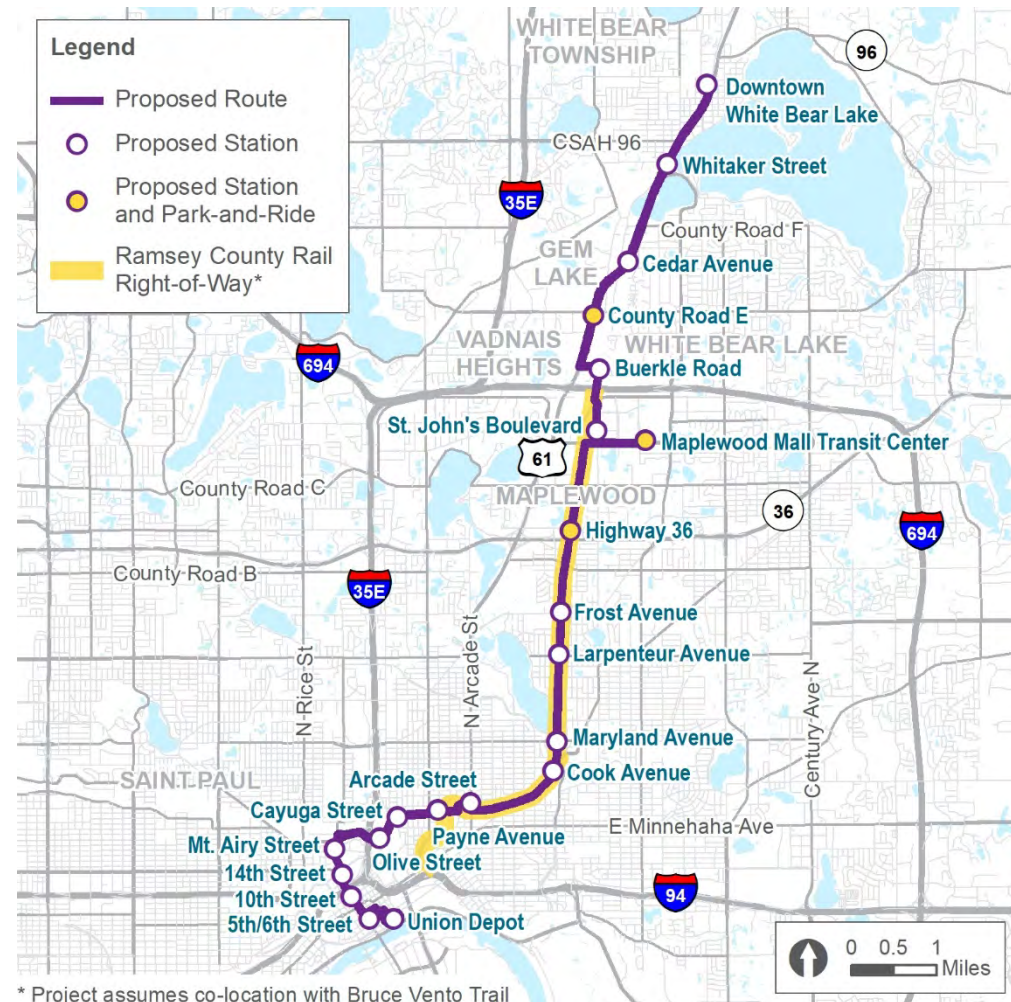 Legend
Proposed Route
Proposed Station
Proposed Station
and Park-and-Ride
Ramsey County Rail
Right-of-Way*
WHITE BEAR
TOWNSHIP
96
Downtown
White Bear Lake
CSAH 96
Whitaker Street
35E
County Road F
GEM
LAKE
Cedar Avenue
County Road E
VADNAIS
HEIGHTS
WHITE BEAR LAKE
694
Buerkle Road
St. John's Boulevard
Maplewood Mall Transit Center
61
County Road C
MAPLEWOOD
36
Highway 36
694
County Road B
35E
Frost Avenue
N Rice St
N Arcade St
Larpenteur Avenue
Century Ave N
Maryland Avenue
SAINT PAUL
Cook Avenue
Arcade Street
Cayuga Street
Payne Avenue
E Minnehaha Ave
Mt. Airy Street
Olive Street
14th Street
94
10th Street
5th/6th Street
Union Depot
0 0.5 1
Miles
* Project assumes co-location with Bruce Vento Trail